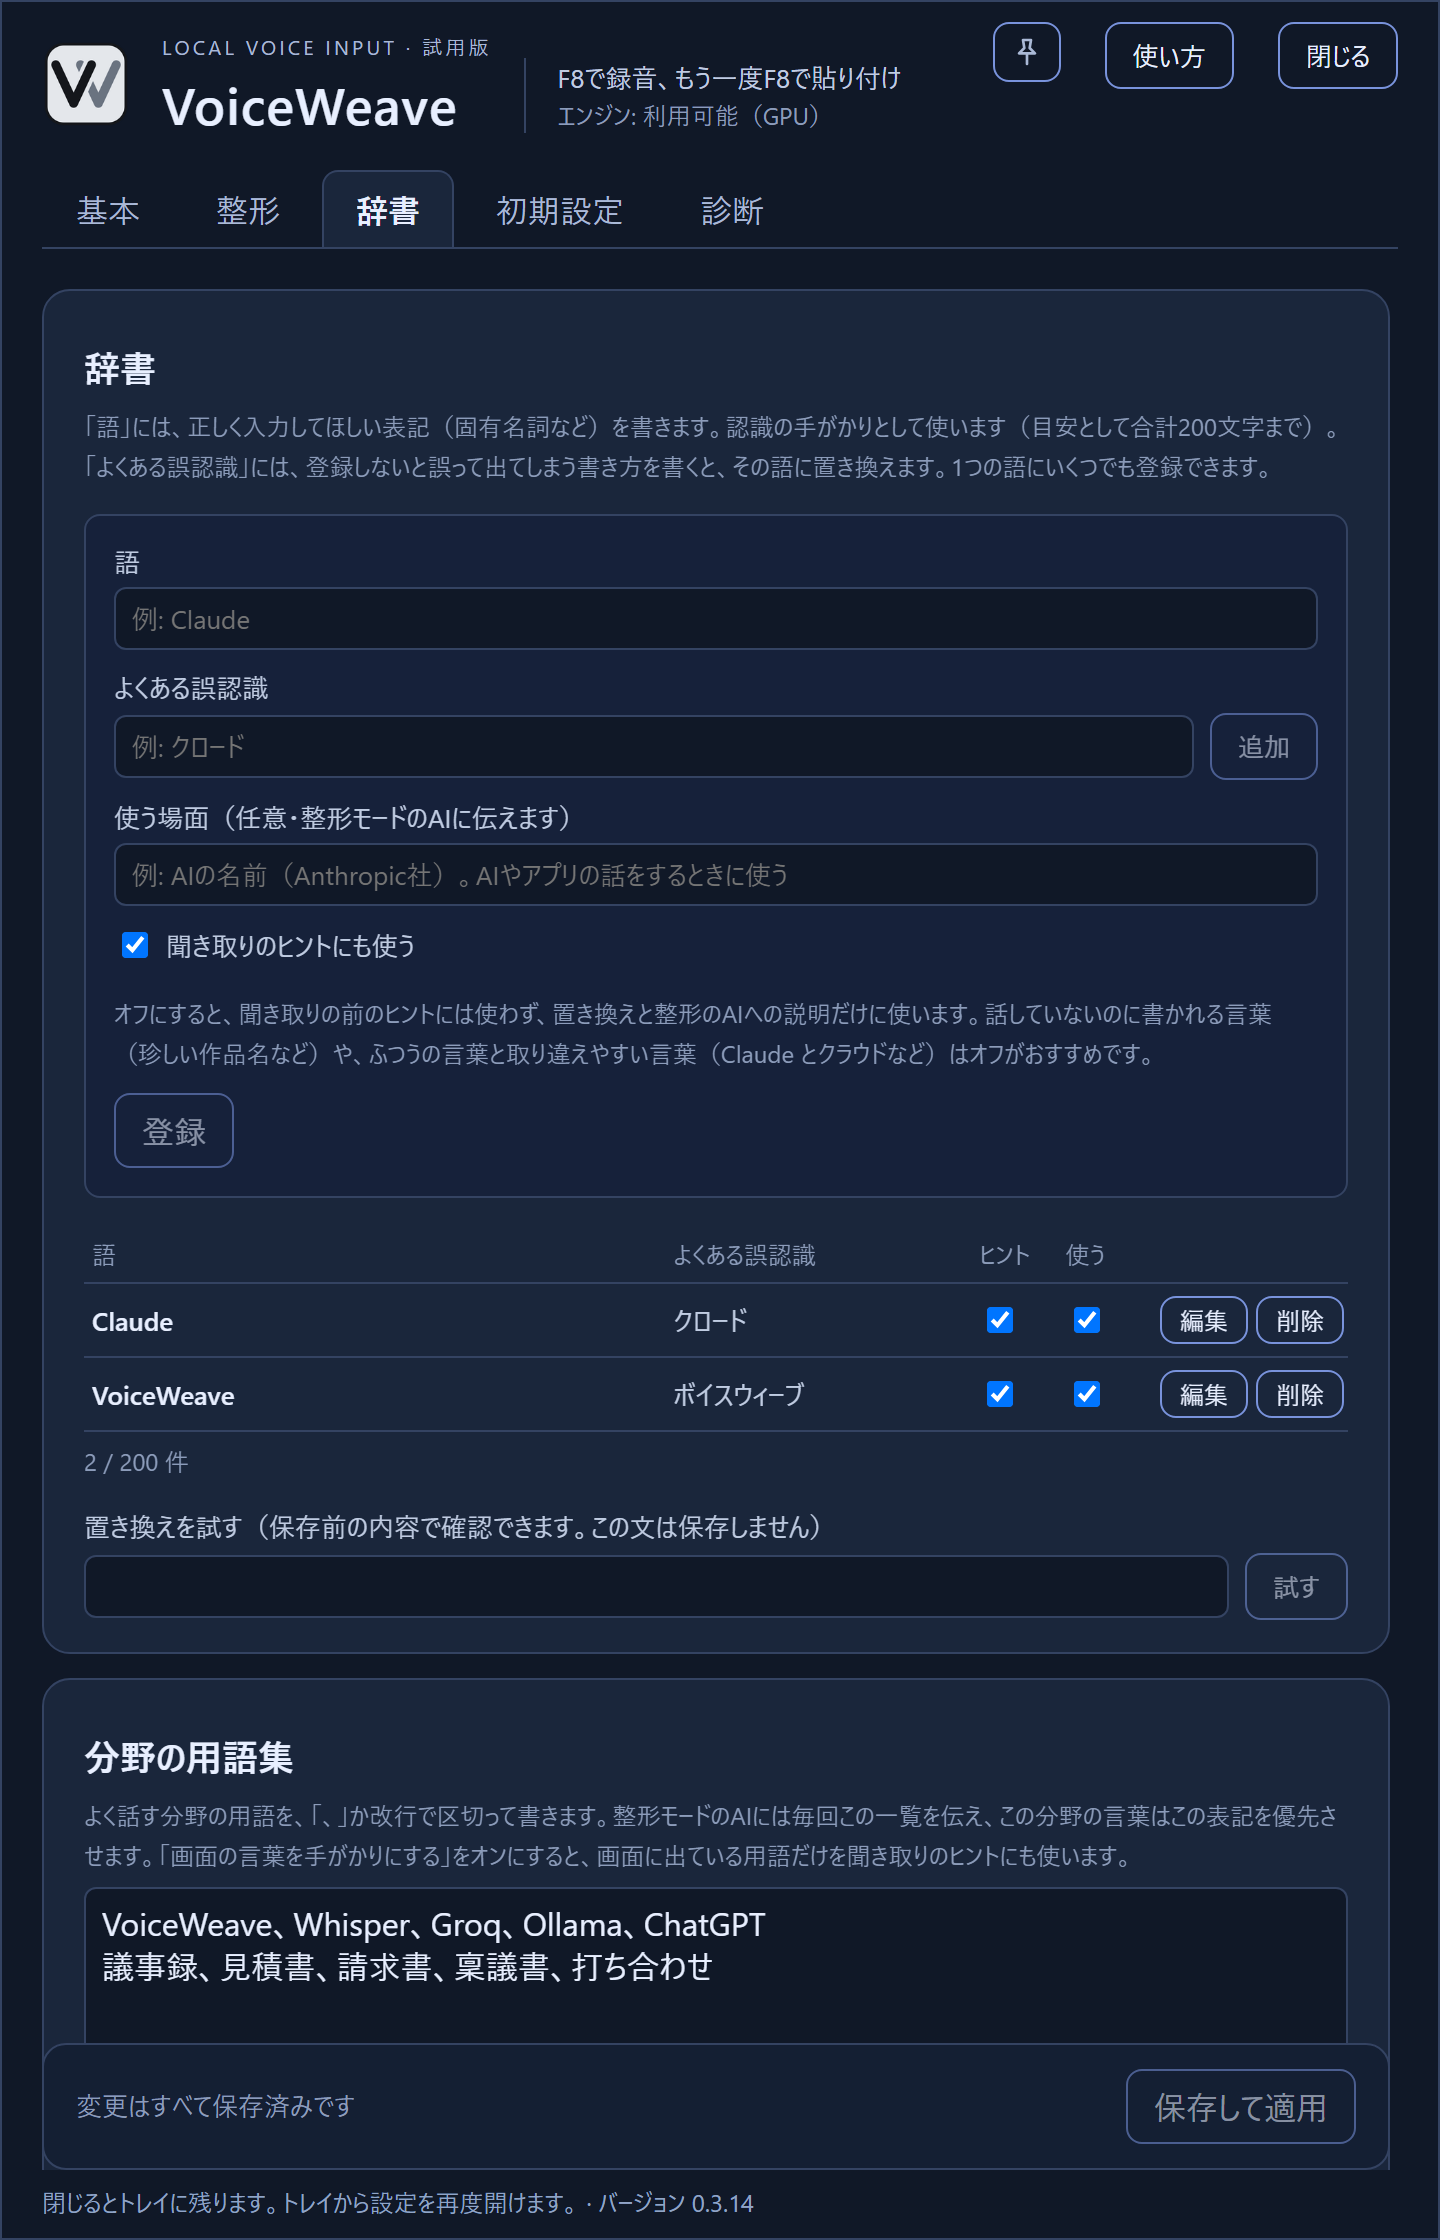 LOCAL VOICE INPUT · 試用版
VoiceWeave
F8で録音、もう一度F8で貼り付け
エンジン: 利用可能（GPU）
使い方
閉じる
基本
整形
辞書
初期設定
診断
辞書
「語」には、正しく入力してほしい表記（固有名詞など）を書きます。認識の手がかりとして使います（目安として合計200文字まで）。
「よくある誤認識」には、登録しないと誤って出てしまう書き方を書くと、その語に置き換えます。1つの語にいくつでも登録できます。
語
例: Claude
よくある誤認識
例: クロード
追加
使う場面（任意・整形モードのAIに伝えます）
例: AIの名前（Anthropic社）。AIやアプリの話をするときに使う
聞き取りのヒントにも使う
オフにすると、聞き取りの前のヒントには使わず、置き換えと整形のAIへの説明だけに使います。話していないのに書かれる言葉
（珍しい作品名など）や、ふつうの言葉と取り違えやすい言葉（Claude とクラウドなど）はオフがおすすめです。
登録
語 よくある誤認識 ヒント 使う
Claude クロード 編集 削除
VoiceWeave ボイスウィーブ 編集 削除
2 / 200 件
置き換えを試す（保存前の内容で確認できます。この文は保存しません）
試す
分野の用語集
よく話す分野の用語を、「、」か改行で区切って書きます。整形モードのAIには毎回この一覧を伝え、この分野の言葉はこの表記を優先さ
せます。「画面の言葉を手がかりにする」をオンにすると、画面に出ている用語だけを聞き取りのヒントにも使います。
VoiceWeave、Whisper、Groq、Ollama、ChatGPT
議事録、見積書、請求書、稟議書、打ち合わせ
変更はすべて保存済みです
保存して適用
閉じるとトレイに残ります。トレイから設定を再度開けます。 · バージョン 0.3.14